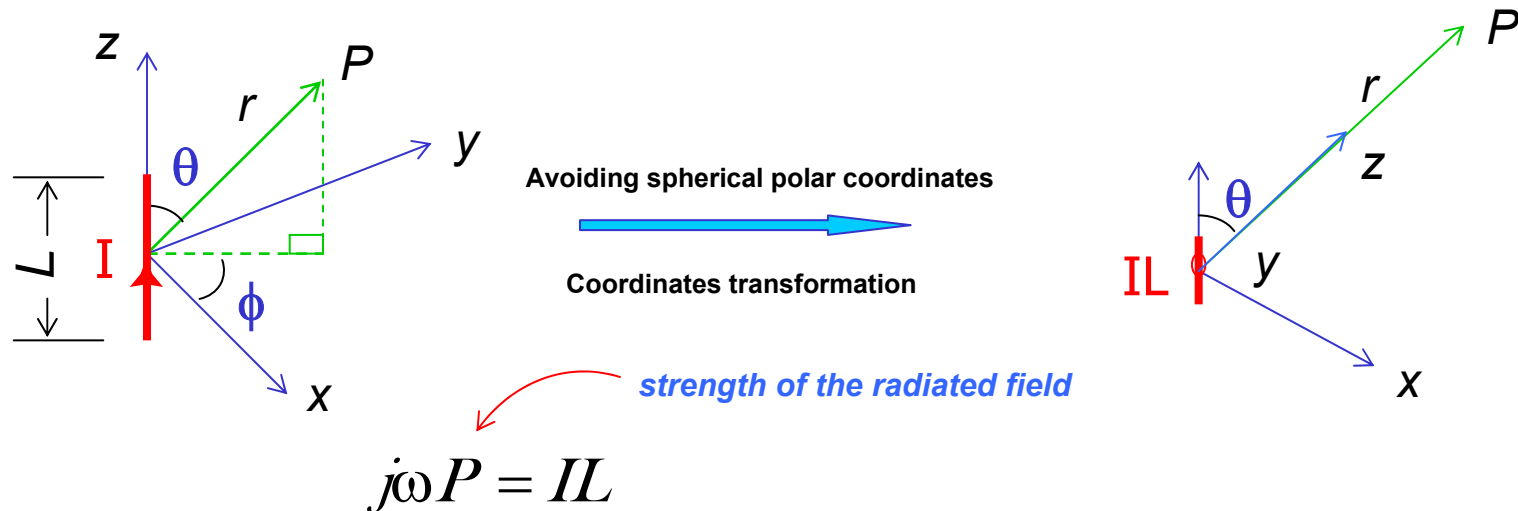 z
P
r
y
θ
L
I
ϕ
x
Avoiding spherical polar coordinates
Coordinates transformation
strength of the radiated field
jωP = IL
P
r
z
θ
y
IL
x